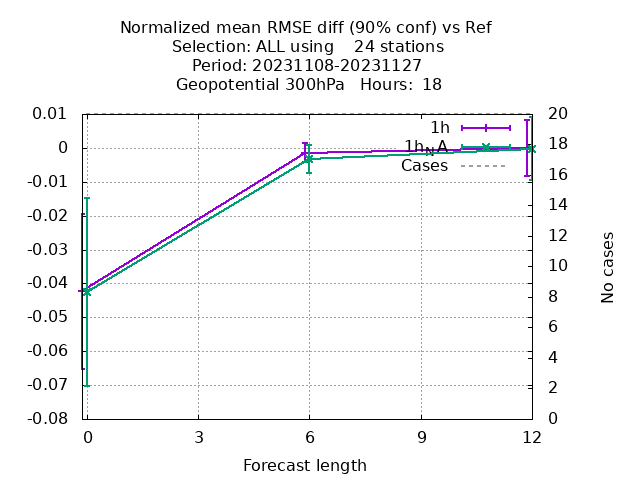 Normalized mean RMSE diff (90% conf) vs Ref
Selection: ALL using    24 stations
Period: 20231108-20231127
Geopotential 300hPa   Hours:  18
0.01
0
-0.01
-0.02
-0.03
-0.04
-0.05
-0.06
-0.07
-0.08
20
18
16
14
12
10
8
6
4
2
0
1h
1hNA
Cases
No cases
0 3 6 9 12
Forecast length